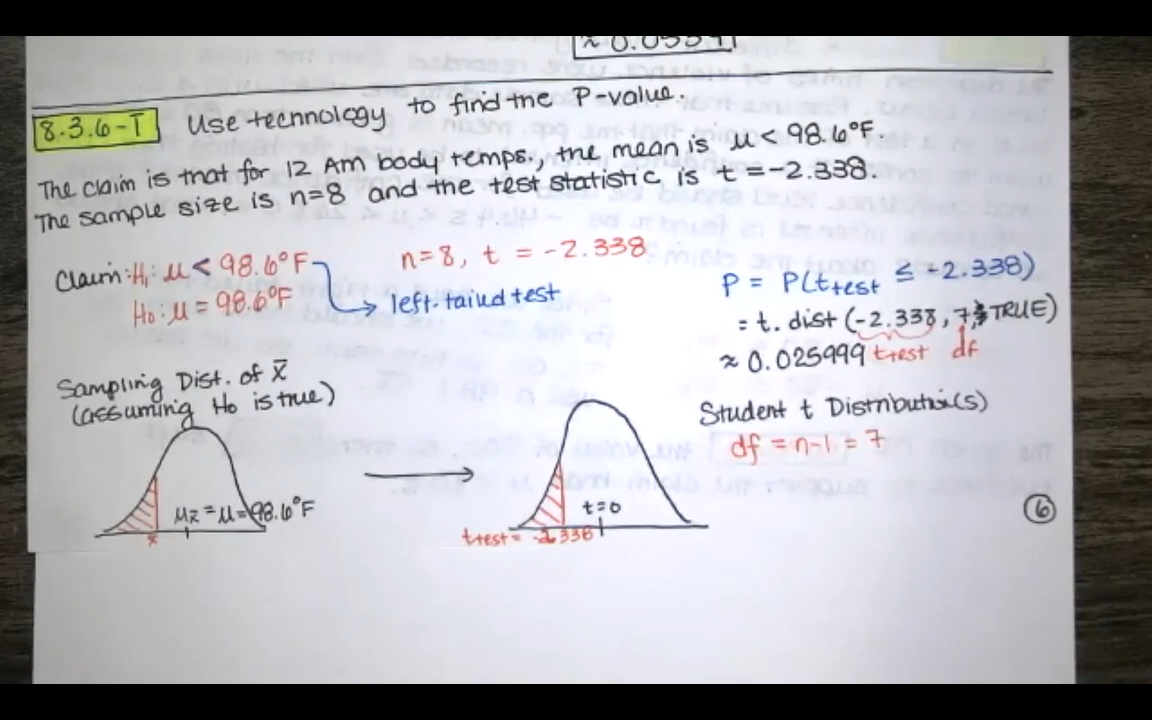 ≈ 0.0559
8.3.6-T Use technology to find the P-value.
The claim is that for 12 Am body temps, the mean is μ < 98.6°F.
The sample size is n=8 and the test statistic is t = -2.338.
Claim: H₁: μ < 98.6°F
H₀: μ = 98.6°F
n=8, t = -2.338
left-tailed test
P = P(t_test ≤ -2.338)
= t.dist(-2.338, 7, TRUE)
≈ 0.025999 t_test df
Sampling Dist. of x̄
(assuming H₀ is true)
Student t Distribution(s)
df = n-1 = 7
μx̄ = μ = 98.6°F
x̄
t=0
t_test = -2.338
6